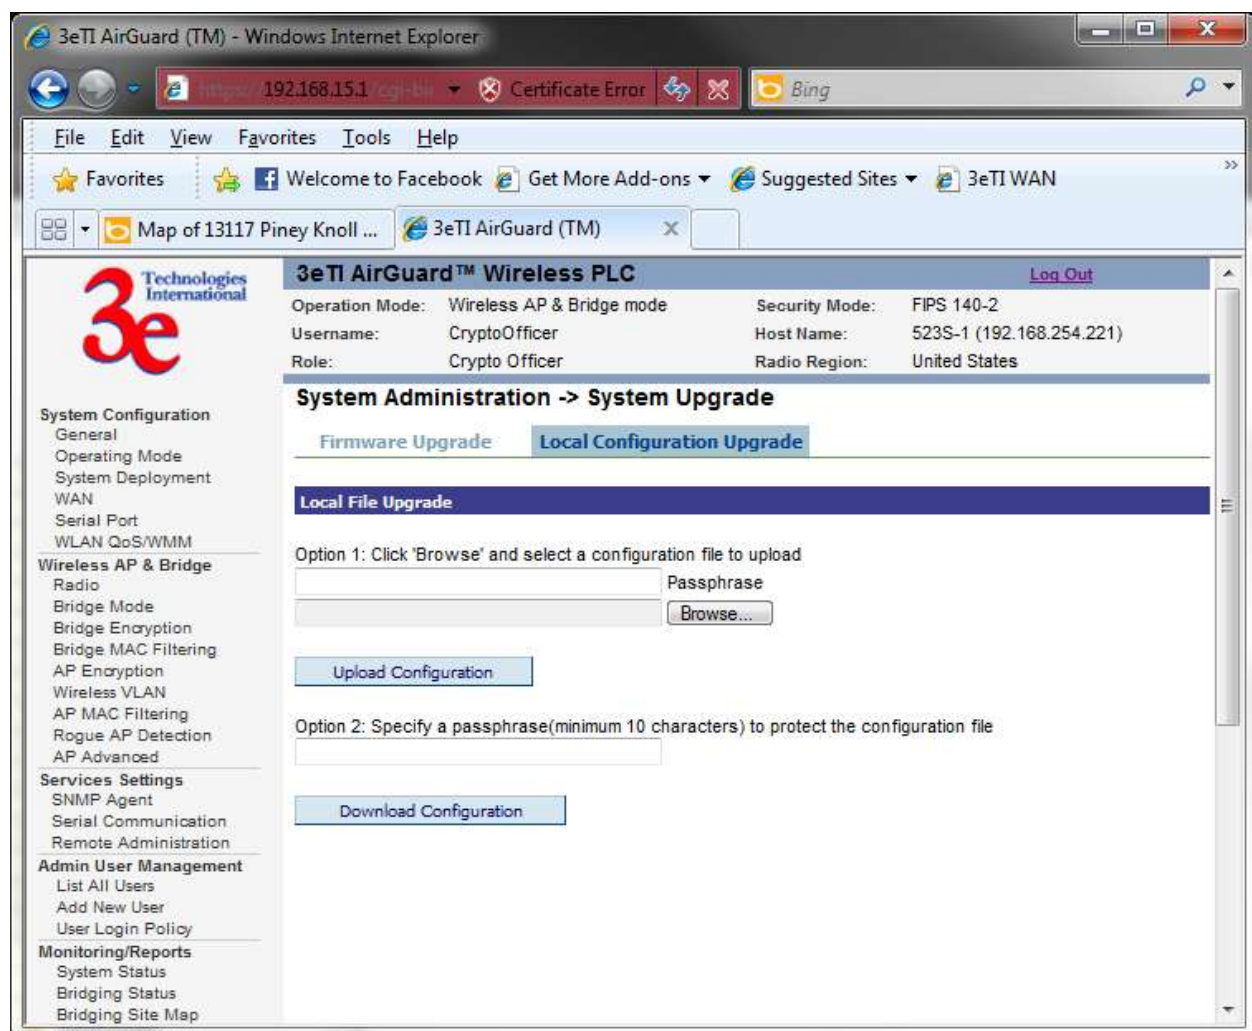 3eTI AirGuard (TM) - Windows Internet Explorer
https://192.168.15.1/cgi-bin Certificate Error Bing
File Edit View Favorites Tools Help
Favorites Welcome to Facebook Get More Add-ons Suggested Sites 3eTI WAN
Map of 13117 Piney Knoll ... 3eTI AirGuard (TM) X
3e Technologies International
3eTI AirGuard™ Wireless PLC Log Out
Operation Mode: Wireless AP & Bridge mode Security Mode: FIPS 140-2
Username: CryptoOfficer Host Name: 523S-1 (192.168.254.221)
Role: Crypto Officer Radio Region: United States
System Administration -> System Upgrade
Firmware Upgrade Local Configuration Upgrade
Local File Upgrade
Option 1: Click 'Browse' and select a configuration file to upload
Passphrase
Browse...
Upload Configuration
Option 2: Specify a passphrase(minimum 10 characters) to protect the configuration file
Download Configuration
System Configuration
General
Operating Mode
System Deployment
WAN
Serial Port
WLAN QoS/WMM
Wireless AP & Bridge
Radio
Bridge Mode
Bridge Encryption
Bridge MAC Filtering
AP Encryption
Wireless VLAN
AP MAC Filtering
Rogue AP Detection
AP Advanced
Services Settings
SNMP Agent
Serial Communication
Remote Administration
Admin User Management
List All Users
Add New User
User Login Policy
Monitoring/Reports
System Status
Bridging Status
Bridging Site Map